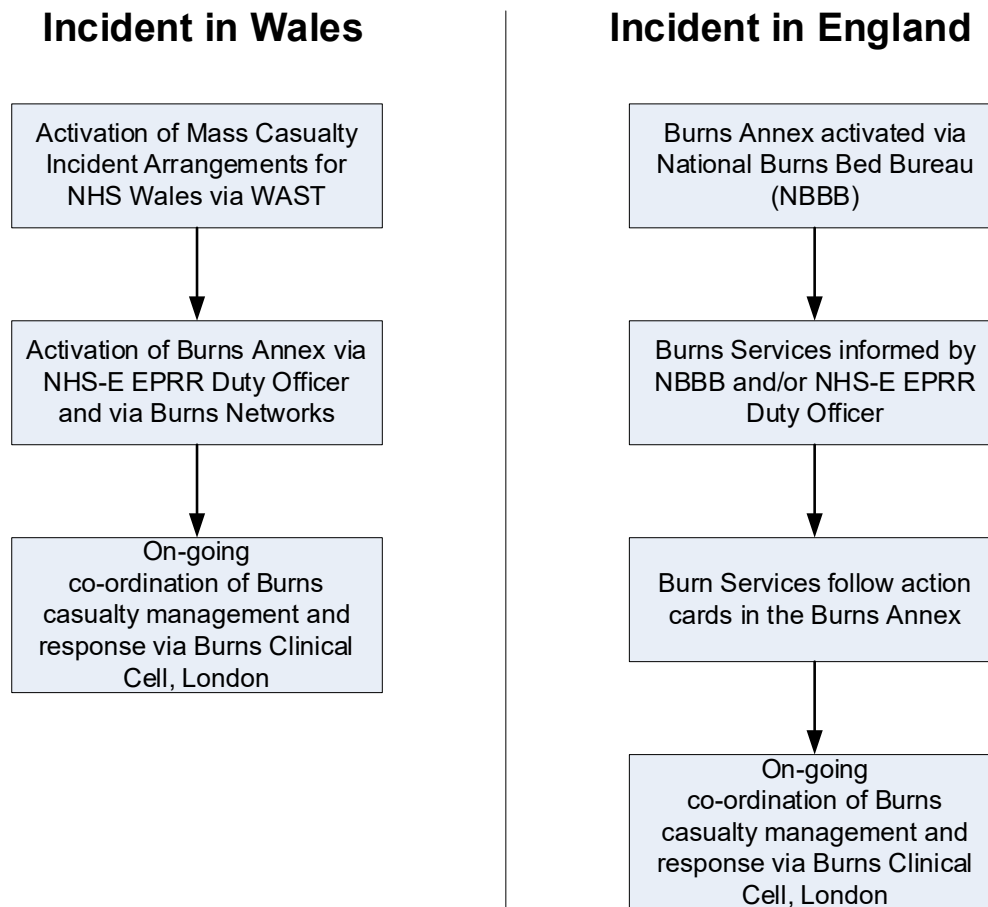 Incident in Wales
Activation of Mass Casualty
Incident Arrangements for
NHS Wales via WAST
Activation of Burns Annex via
NHS-E EPRR Duty Officer
and via Burns Networks
On-going
co-ordination of Burns
casualty management and
response via Burns Clinical
Cell, London
Incident in England
Burns Annex activated via
National Burns Bed Bureau
(NBBB)
Burns Services informed by
NBBB and/or NHS-E EPRR
Duty Officer
Burn Services follow action
cards in the Burns Annex
On-going
co-ordination of Burns
casualty management and
response via Burns Clinical
Cell, London